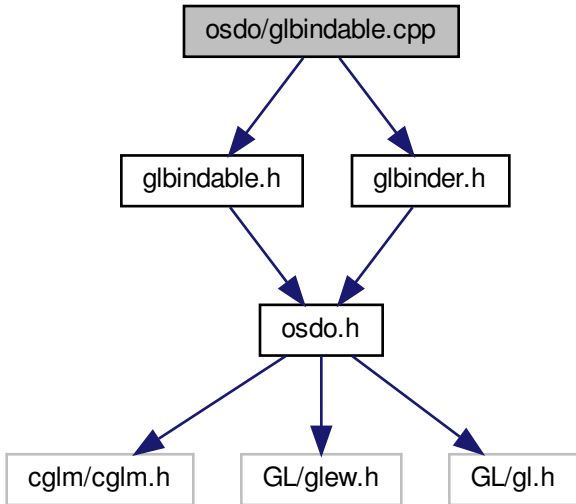 osdo/glbindable.cpp
glbindable.h
glbinder.h
osdo.h
cglm/cglm.h
GL/glew.h
GL/gl.h